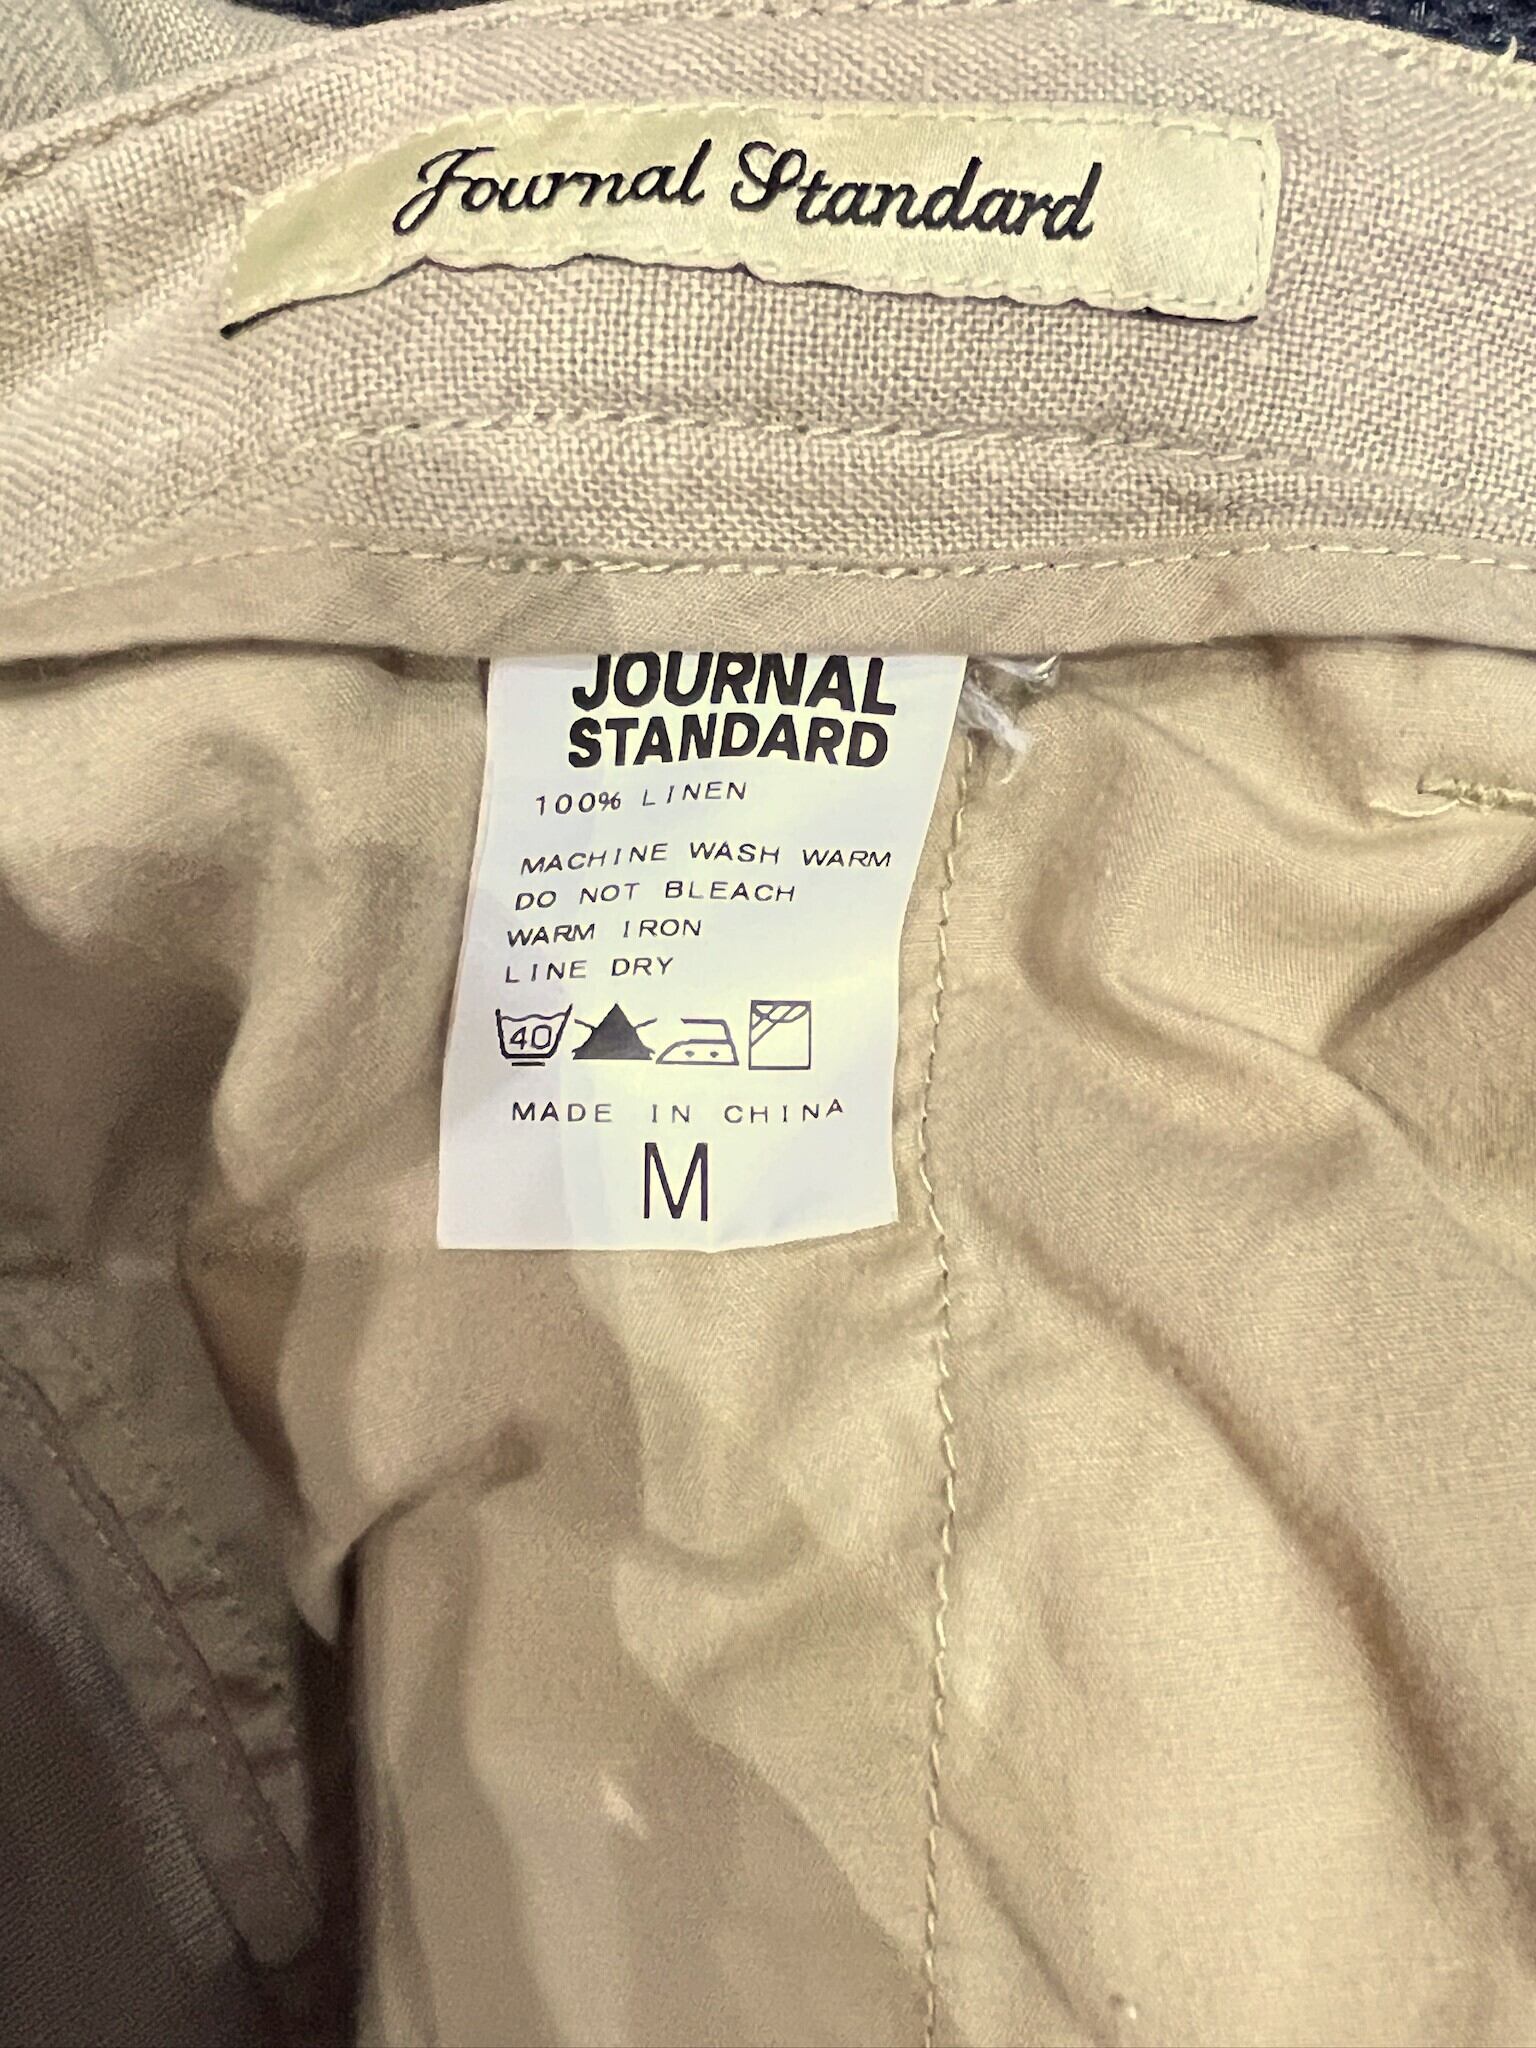 Journal Standard
JOURNAL
STANDARD
100% LINEN
MACHINE WASH WARM
DO NOT BLEACH
WARM IRON
LINE DRY
40
MADE IN CHINA
M